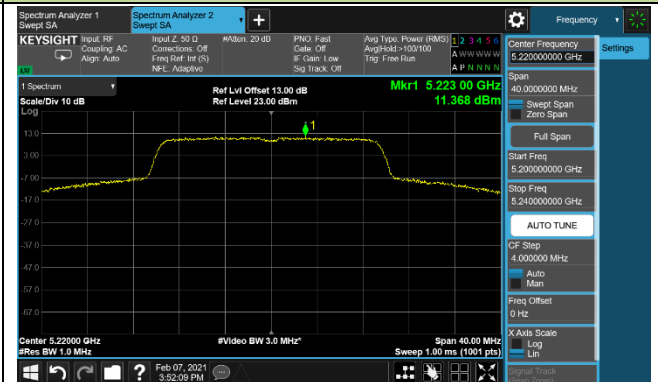 Spectrum Analyzer 1
Swept SA
Spectrum Analyzer 2
Swept SA
+
Frequency
KEYSIGHT
Input: RF
Coupling: AC
Align: Auto
Input Z: 50 Ω
Corrections: Off
Freq Ref: Int (S)
NFE: Adaptive
#Atten: 20 dB
PNO: Fast
Gate: Off
IF Gain: Low
Sig Track: Off
Avg Type: Power (RMS)
Avg|Hold:>100/100
Trig: Free Run
1 2 3 4 5 6
A W W W W W
A P N N N N
1 Spectrum
Scale/Div 10 dB
Log
Ref Lvl Offset 13.00 dB
Ref Level 23.00 dBm
Mkr1 5.223 00 GHz
11.368 dBm
1
13.0
3.00
-7.00
-17.0
-27.0
-37.0
-47.0
-57.0
-67.0
Center 5.22000 GHz
#Res BW 1.0 MHz
#Video BW 3.0 MHz*
Span 40.00 MHz
Sweep 1.00 ms (1001 pts)
Center Frequency
5.220000000 GHz
Settings
Span
40.0000000 MHz
Swept Span
Zero Span
Full Span
Start Freq
5.200000000 GHz
Stop Freq
5.240000000 GHz
AUTO TUNE
CF Step
4.000000 MHz
Auto
Man
Freq Offset
0 Hz
X Axis Scale
Log
Lin
Signal Track
(Span Zoom)
?
Feb 07, 2021
3:52:09 PM